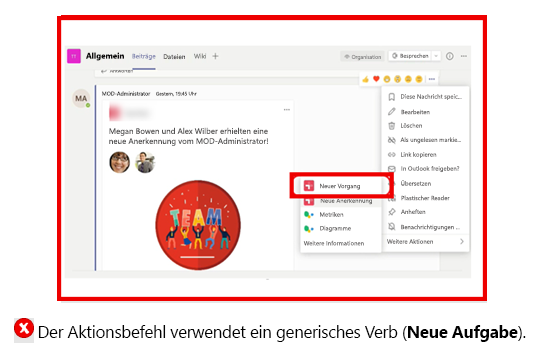 Allgemein Beiträge Dateien Wiki + Organisation Besprechen
Antworten
MA MOD-Administrator Gestern, 19:45 Uhr
Megan Bowen und Alex Wilber erhielten eine
neue Anerkennung vom MOD-Administrator!
TEAM
Diese Nachricht speic...
Bearbeiten
Löschen
Als ungelesen markie...
Link kopieren
In Outlook freigeben?
Übersetzen
Plastischer Reader
Anheften
Benachrichtigungen ...
Weitere Aktionen
Neuer Vorgang
Neue Anerkennung
Metriken
Diagramme
Weitere Informationen
Der Aktionsbefehl verwendet ein generisches Verb (Neue Aufgabe).